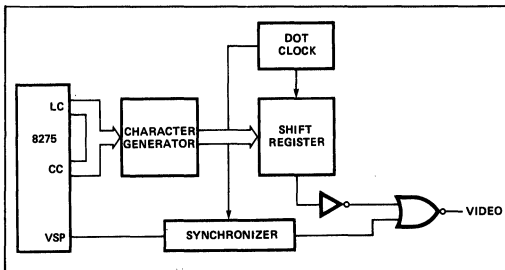 DOT
CLOCK
LC
8275
CHARACTER
GENERATOR
SHIFT
REGISTER
CC
VIDEO
VSP
SYNCHRONIZER